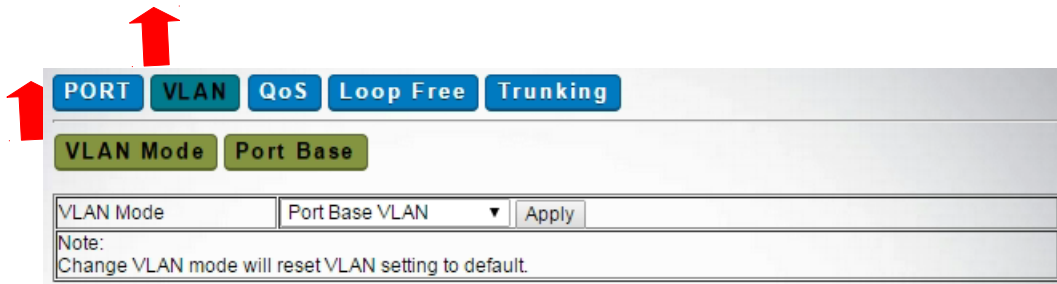 PORT VLAN QoS Loop Free Trunking
VLAN Mode Port Base
VLAN Mode Port Base VLAN Apply
Note:
Change VLAN mode will reset VLAN setting to default.